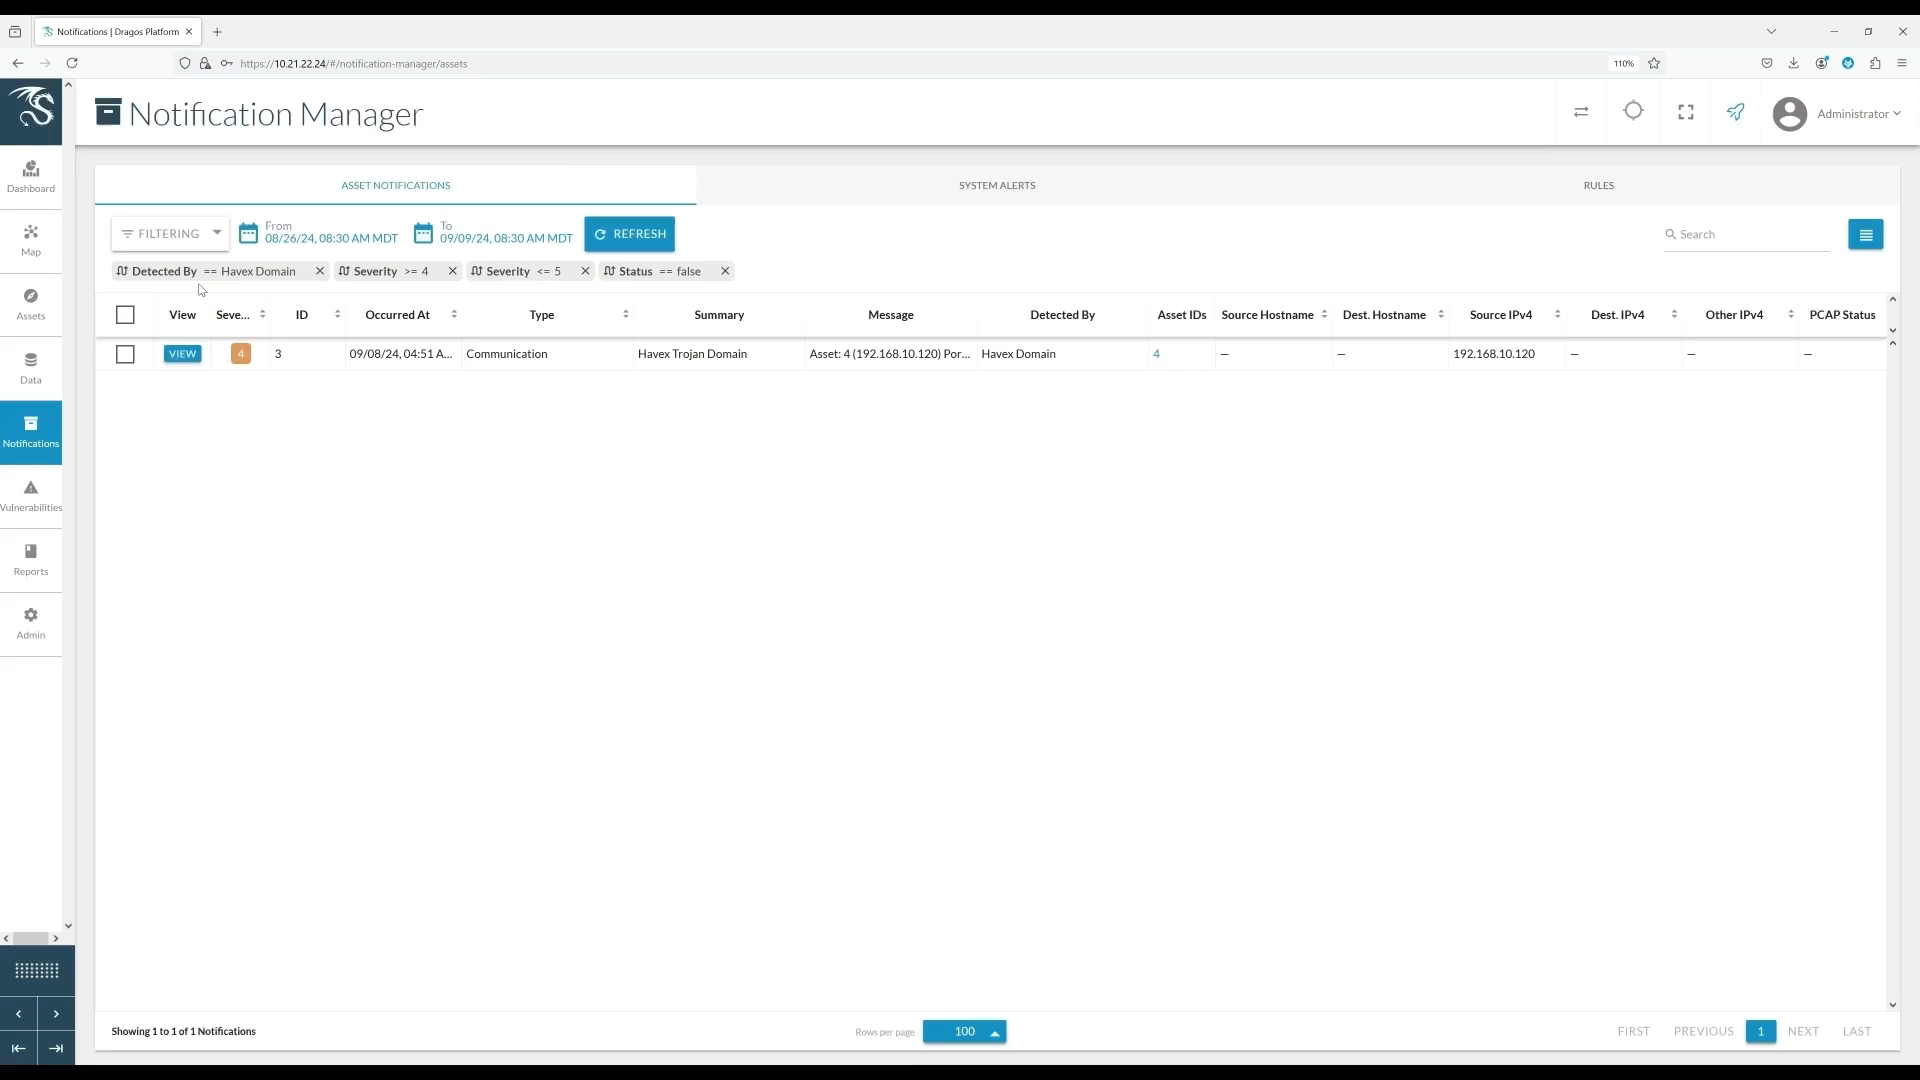 Notifications | Dragos Platform
https://10.21.22.24/#/notification-manager/assets
110%
Notification Manager
Administrator
Dashboard
Map
Assets
Data
Notifications
Vulnerabilities
Reports
Admin
ASSET NOTIFICATIONS
SYSTEM ALERTS
RULES
FILTERING
From
08/26/24, 08:30 AM MDT
To
09/09/24, 08:30 AM MDT
REFRESH
Search
Detected By == Havex Domain
Severity >= 4
Severity <= 5
Status == false
View Seve... ID Occurred At Type Summary Message Detected By Asset IDs Source Hostname Dest. Hostname Source IPv4 Dest. IPv4 Other IPv4 PCAP Status
VIEW 4 3 09/08/24, 04:51 A... Communication Havex Trojan Domain Asset: 4 (192.168.10.120) Por... Havex Domain 4 — — 192.168.10.120 — — —
Showing 1 to 1 of 1 Notifications
Rows per page 100
FIRST PREVIOUS 1 NEXT LAST